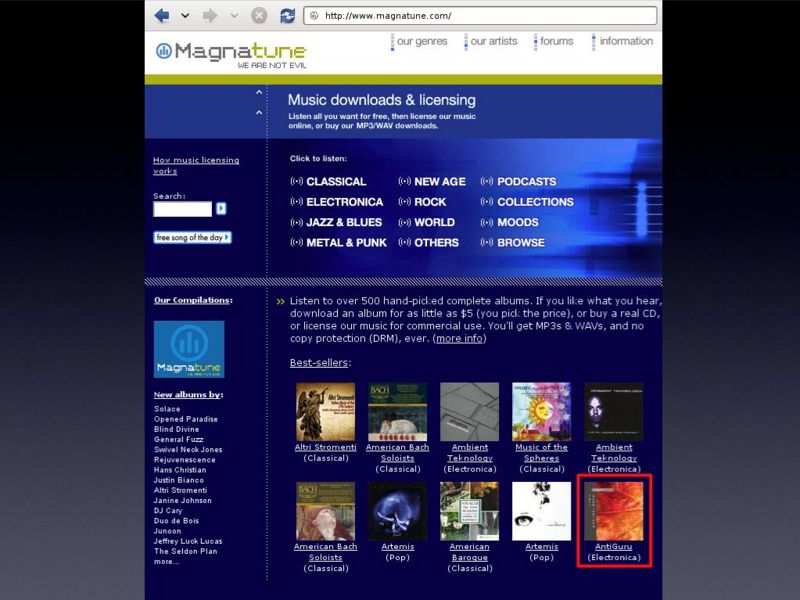 http://www.magnatune.com/
Magnatune
WE ARE NOT EVIL
our genres
our artists
forums
information
Music downloads & licensing
Listen all you want for free, then license our music
online, or buy our MP3/WAV downloads.
How music licensing
works
Search:
free song of the day
Click to listen:
CLASSICAL NEW AGE PODCASTS
ELECTRONICA ROCK COLLECTIONS
JAZZ & BLUES WORLD MOODS
METAL & PUNK OTHERS BROWSE
Our Compilations:
Magnatune
New albums by:
Solace
Opened Paradise
Blind Divine
General Fuzz
Swivel Neck Jones
Rejuvenescence
Hans Christian
Justin Bianco
Altri Stromenti
Janine Johnson
DJ Cary
Duo de Bois
Junoon
Jeffrey Luck Lucas
The Seldon Plan
more...
Listen to over 500 hand-picked complete albums. If you like what you hear,
download an album for as little as $5 (you pick the price), or buy a real CD,
or license our music for commercial use. You'll get MP3s & WAVs, and no
copy protection (DRM), ever. (more info)
Best-sellers:
Altri Stromenti
BACH
AMBIENT TEKNOLOGY
Altri Stromenti
(Classical)
American Bach
Soloists
(Classical)
Ambient
Teknology
(Electronica)
Music of the
Spheres
(Classical)
Ambient
Teknology
(Electronica)
BACH
American Bach
Soloists
(Classical)
Artemis
(Pop)
American
Baroque
(Classical)
Artemis
(Pop)
AntiGuru
(Electronica)